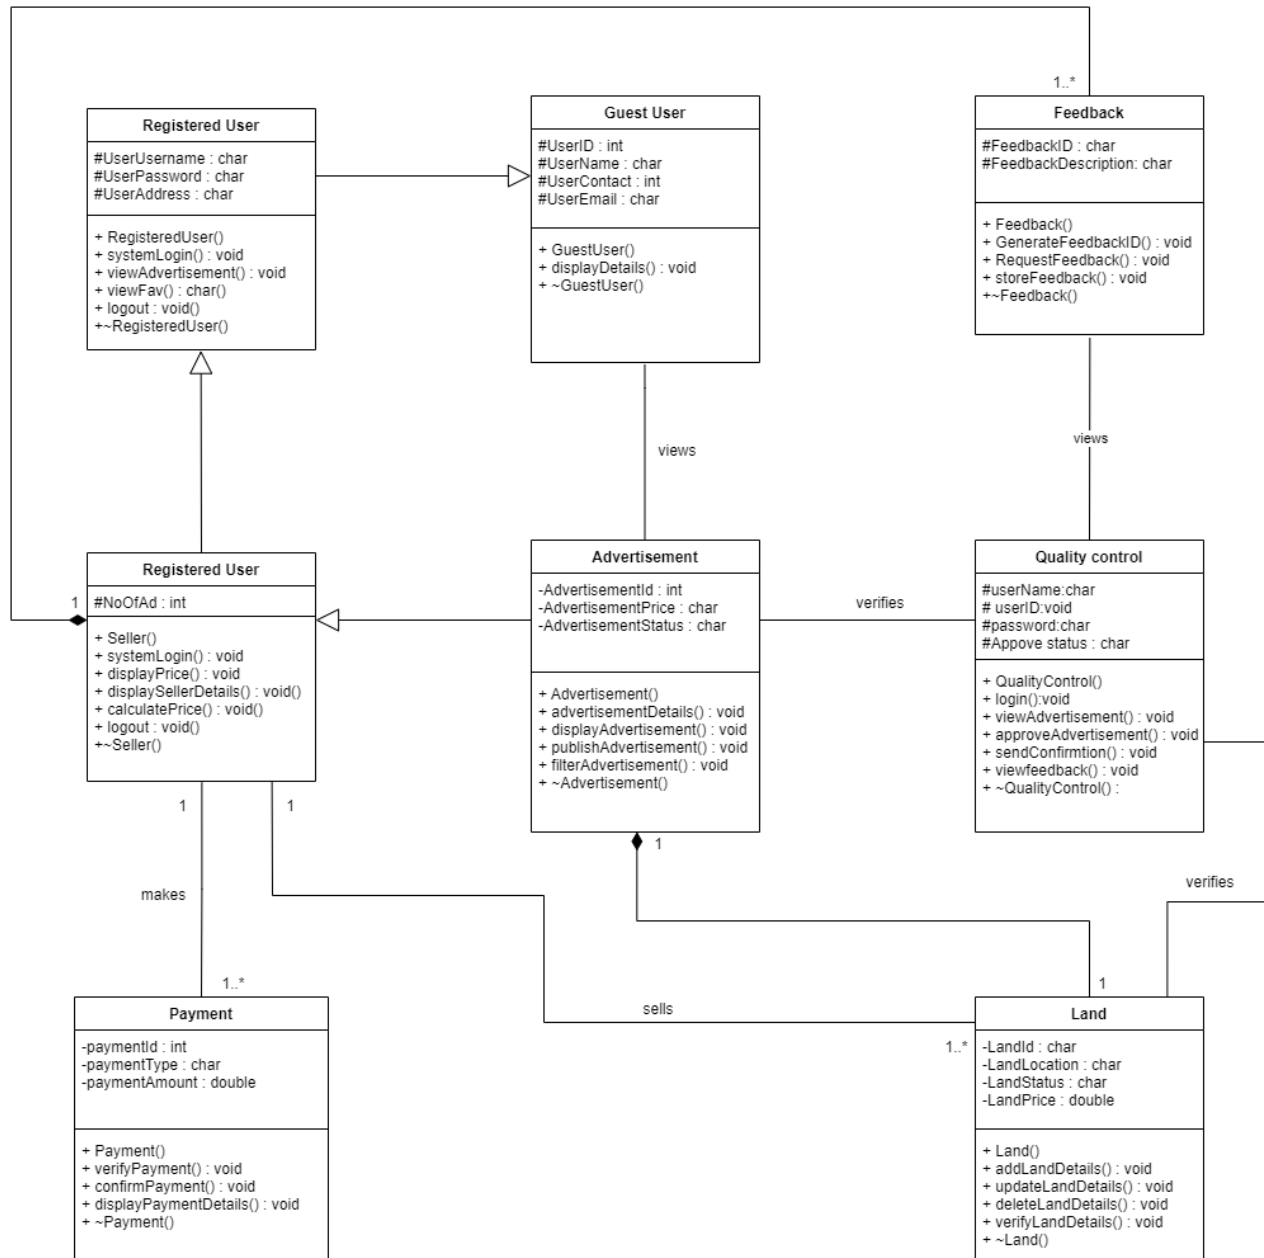 1..*
Registered User
#UserUsername : char
#UserPassword : char
#UserAddress : char
+ RegisteredUser()
+ systemLogin() : void
+ viewAdvertisement() : void
+ viewFav() : char()
+ logout : void()
+~RegisteredUser()
Guest User
#UserID : int
#UserName : char
#UserContact : int
#UserEmail : char
+ GuestUser()
+ displayDetails() : void
+ ~GuestUser()
Feedback
#FeedbackID : char
#FeedbackDescription: char
+ Feedback()
+ GenerateFeedbackID() : void
+ RequestFeedback() : void
+ storeFeedback() : void
+~Feedback()
views
views
1
Registered User
#NoOfAd : int
+ Seller()
+ systemLogin() : void
+ displayPrice() : void
+ displaySellerDetails() : void()
+ calculatePrice() : void()
+ logout : void()
+~Seller()
Advertisement
-AdvertisementId : int
-AdvertisementPrice : char
-AdvertisementStatus : char
+ Advertisement()
+ advertisementDetails() : void
+ displayAdvertisement() : void
+ publishAdvertisement() : void
+ filterAdvertisement() : void
+ ~Advertisement()
verifies
Quality control
#userName:char
# userID:void
#password:char
#Appove status : char
+ QualityControl()
+ login():void
+ viewAdvertisement() : void
+ approveAdvertisement() : void
+ sendConfirmtion() : void
+ viewfeedback() : void
+ ~QualityControl() :
1
1
1
makes
verifies
1..*
sells
1
1..*
Payment
-paymentId : int
-paymentType : char
-paymentAmount : double
+ Payment()
+ verifyPayment() : void
+ confirmPayment() : void
+ displayPaymentDetails() : void
+ ~Payment()
Land
-LandId : char
-LandLocation : char
-LandStatus : char
-LandPrice : double
+ Land()
+ addLandDetails() : void
+ updateLandDetails() : void
+ deleteLandDetails() : void
+ verifyLandDetails() : void
+ ~Land()